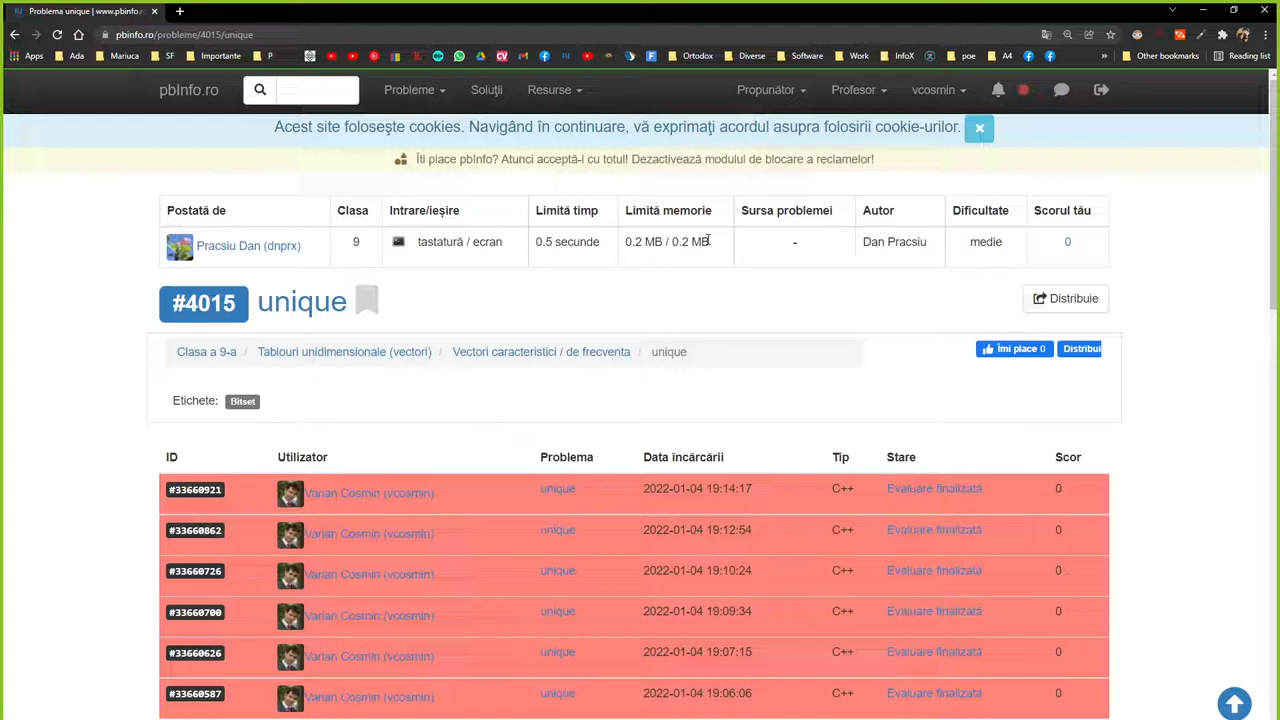 Problema unique | www.pbinfo.ro
pbinfo.ro/probleme/4015/unique
Apps Ada Mariuca SF Importante P Ortodox Diverse Software Work InfoX poe A4 » Other bookmarks Reading list
pbInfo.ro Probleme Soluţii Resurse Propunător Profesor vcosmin
Acest site foloseşte cookies. Navigând în continuare, vă exprimaţi acordul asupra folosirii cookie-urilor. ×
Îti place pbInfo? Atunci acceptă-l cu totul! Dezactivează modulul de blocare a reclamelor!
Postată de Clasa Intrare/ieșire Limită timp Limită memorie Sursa problemei Autor Dificultate Scorul tău
Pracsiu Dan (dnprx) 9 tastatură / ecran 0.5 secunde 0.2 MB / 0.2 MB - Dan Pracsiu medie 0
#4015 unique Distribuie
Clasa a 9-a / Tablouri unidimensionale (vectori) / Vectori caracteristici / de frecventa / unique
Îmi place 0 Distribui
Etichete: Bitset
ID Utilizator Problema Data încărcării Tip Stare Scor
#33660921 Varian Cosmin (vcosmin) unique 2022-01-04 19:14:17 C++ Evaluare finalizată 0
#33660862 Varian Cosmin (vcosmin) unique 2022-01-04 19:12:54 C++ Evaluare finalizată 0
#33660726 Varian Cosmin (vcosmin) unique 2022-01-04 19:10:24 C++ Evaluare finalizată 0
#33660700 Varian Cosmin (vcosmin) unique 2022-01-04 19:09:34 C++ Evaluare finalizată 0
#33660626 Varian Cosmin (vcosmin) unique 2022-01-04 19:07:15 C++ Evaluare finalizată 0
#33660587 Varian Cosmin (vcosmin) unique 2022-01-04 19:06:06 C++ Evaluare finalizată 0